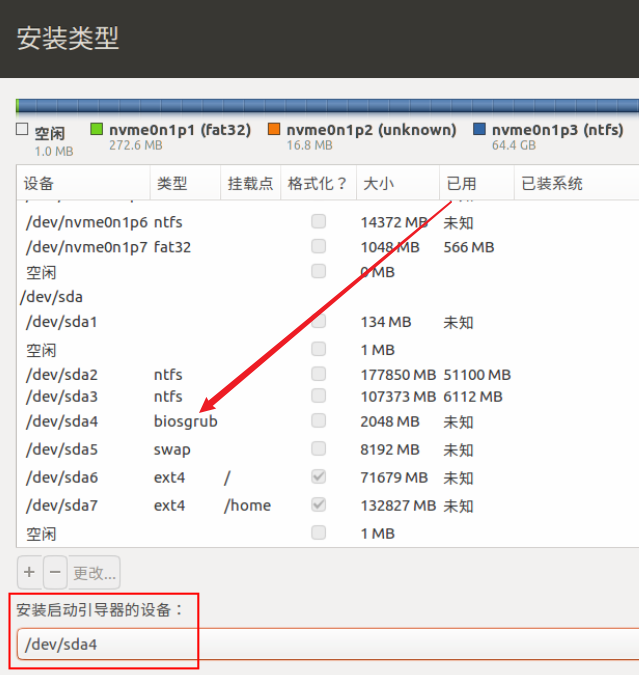 安装类型
空闲 nvme0n1p1 (fat32) nvme0n1p2 (unknown) nvme0n1p3 (ntfs)
1.0 MB 272.6 MB 16.8 MB 64.4 GB
设备 类型 挂载点 格式化？ 大小 已用 已装系统
/dev/nvme0n1p6 ntfs 14372 MB 未知
/dev/nvme0n1p7 fat32 1048 MB 566 MB
空闲 0 MB
/dev/sda
/dev/sda1 134 MB 未知
空闲 1 MB
/dev/sda2 ntfs 177850 MB 51100 MB
/dev/sda3 ntfs 107373 MB 6112 MB
/dev/sda4 biosgrub 2048 MB 未知
/dev/sda5 swap 8192 MB 未知
/dev/sda6 ext4 / 71679 MB 未知
/dev/sda7 ext4 /home 132827 MB 未知
空闲 1 MB
+ − 更改...
安装启动引导器的设备：
/dev/sda4